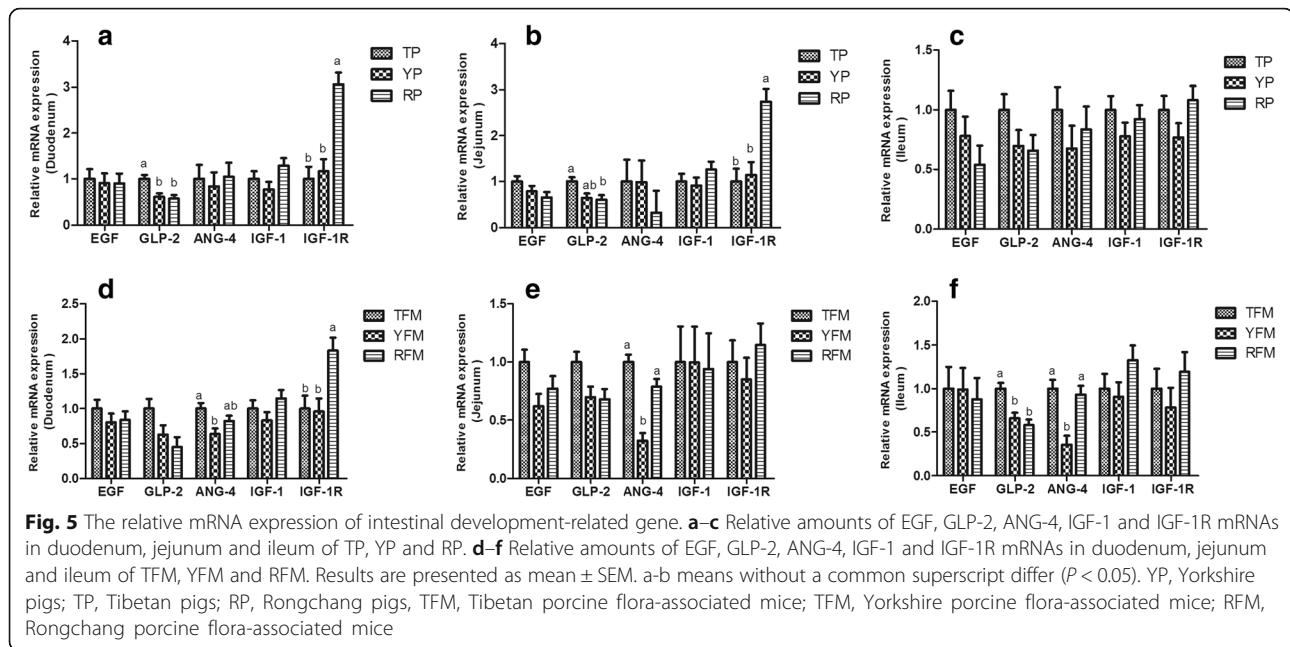 a
Relative mRNA expression
(Duodenum)
4
3
2
1
0
a
b
b
b
b
a
EGF GLP-2 ANG-4 IGF-1 IGF-1R
TP
YP
RP
b
Relative mRNA expression
(Jejunum)
4
3
2
1
0
a
ab
b
b
b
a
EGF GLP-2 ANG-4 IGF-1 IGF-1R
TP
YP
RP
c
Relative mRNA expression
(Ileum)
1.5
1.0
0.5
0.0
EGF GLP-2 ANG-4 IGF-1 IGF-1R
TP
YP
RP
d
Relative mRNA expression
(Duodenum)
2.5
2.0
1.5
1.0
0.5
0.0
a
b
ab
b
b
a
EGF GLP-2 ANG-4 IGF-1 IGF-1R
TFM
YFM
RFM
e
Relative mRNA expression
(Jejunum)
1.5
1.0
0.5
0.0
a
b
a
EGF GLP-2 ANG-4 IGF-1 IGF-1R
TFM
YFM
RFM
f
Relative mRNA expression
(Ileum)
2.0
1.5
1.0
0.5
0.0
a
b
b
a
b
a
EGF GLP-2 ANG-4 IGF-1 IGF-1R
TFM
YFM
RFM
Fig. 5 The relative mRNA expression of intestinal development-related gene. a–c Relative amounts of EGF, GLP-2, ANG-4, IGF-1 and IGF-1R mRNAs
in duodenum, jejunum and ileum of TP, YP and RP. d–f Relative amounts of EGF, GLP-2, ANG-4, IGF-1 and IGF-1R mRNAs in duodenum, jejunum
and ileum of TFM, YFM and RFM. Results are presented as mean ± SEM. a-b means without a common superscript differ (P < 0.05). YP, Yorkshire
pigs; TP, Tibetan pigs; RP, Rongchang pigs, TFM, Tibetan porcine flora-associated mice; TFM, Yorkshire porcine flora-associated mice; RFM,
Rongchang porcine flora-associated mice